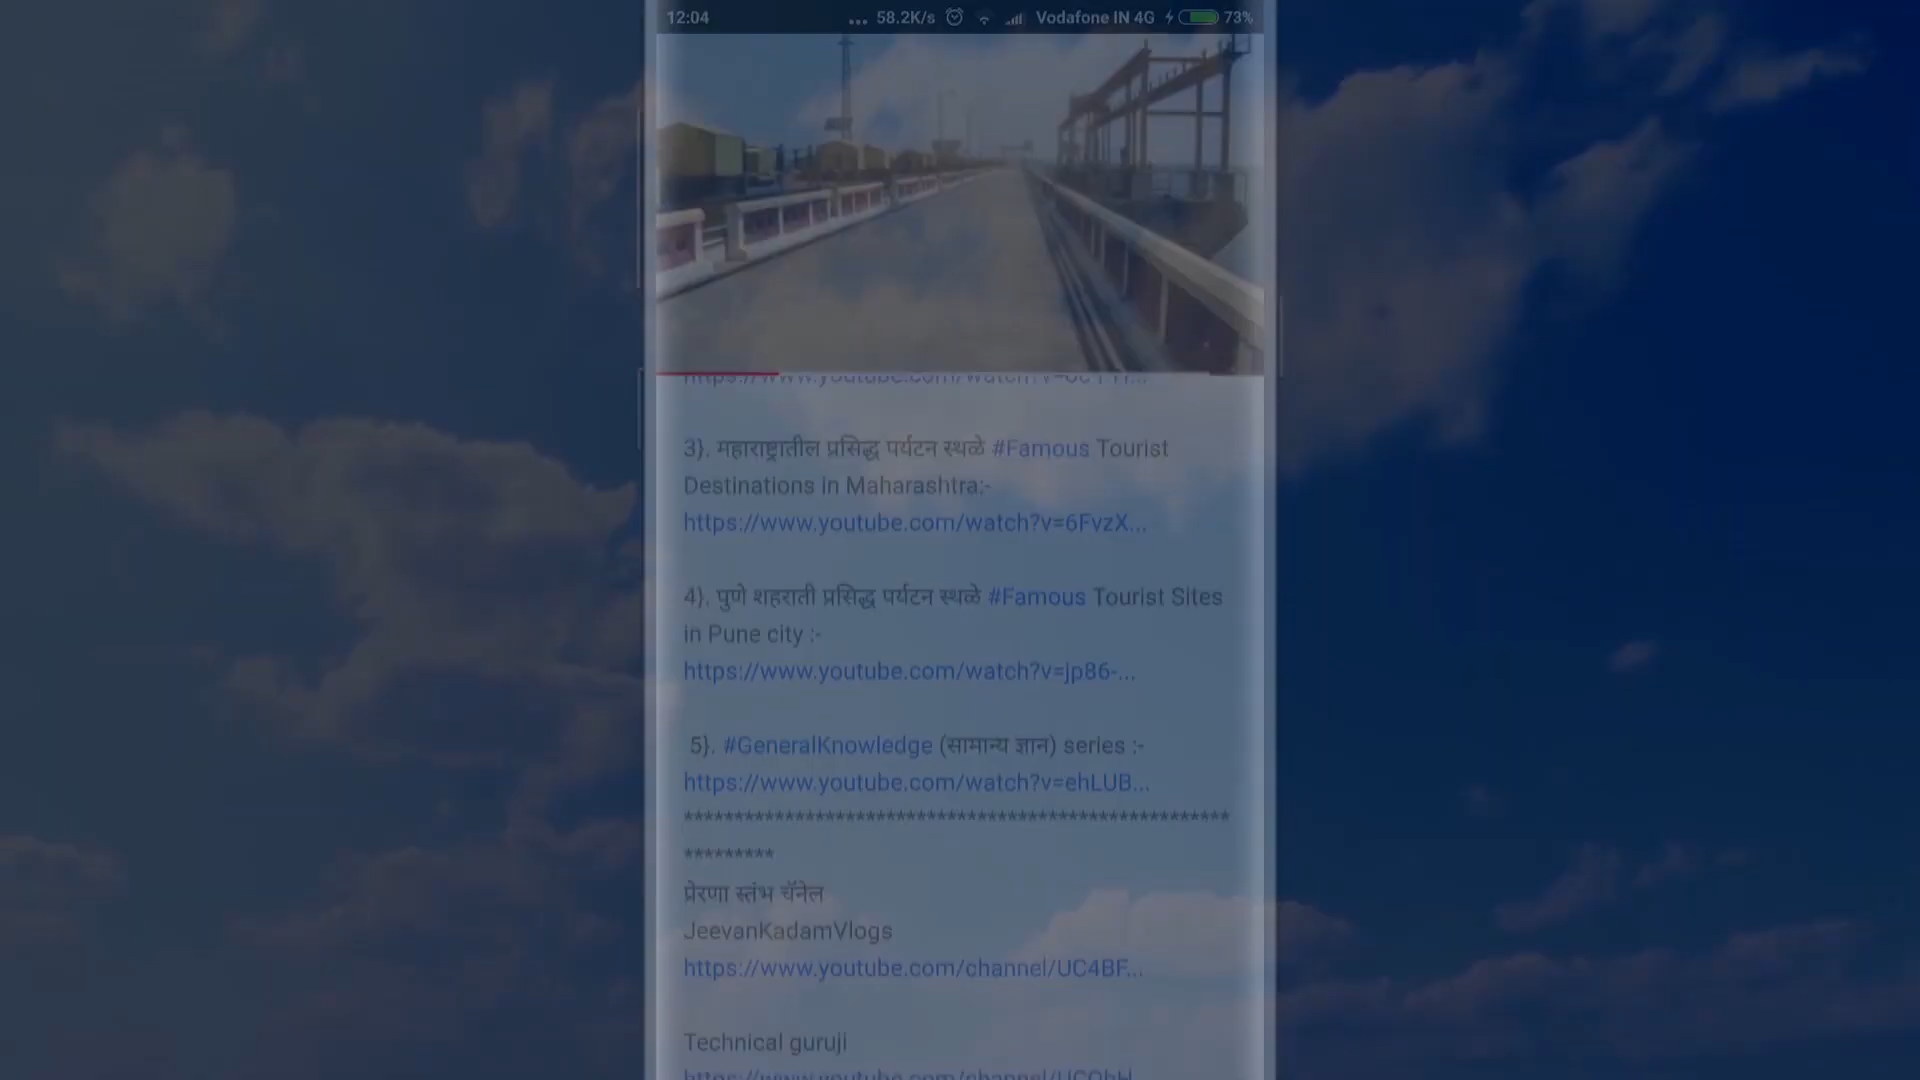 12:04 ... 58.2K/s Vodafone IN 4G 73%
3}. महाराष्ट्रातील प्रसिद्ध पर्यटन स्थळे #Famous Tourist
Destinations in Maharashtra:-
https://www.youtube.com/watch?v=6FvzX...
4}. पुणे शहराती प्रसिद्ध पर्यटन स्थळे #Famous Tourist Sites
in Pune city :-
https://www.youtube.com/watch?v=jp86-...
5}. #GeneralKnowledge (सामान्य ज्ञान) series :-
https://www.youtube.com/watch?v=ehLUB...
******************************************************
*********
प्रेरणा स्तंभ चॅनेल
JeevanKadamVlogs
https://www.youtube.com/channel/UC4BF...
Technical guruji